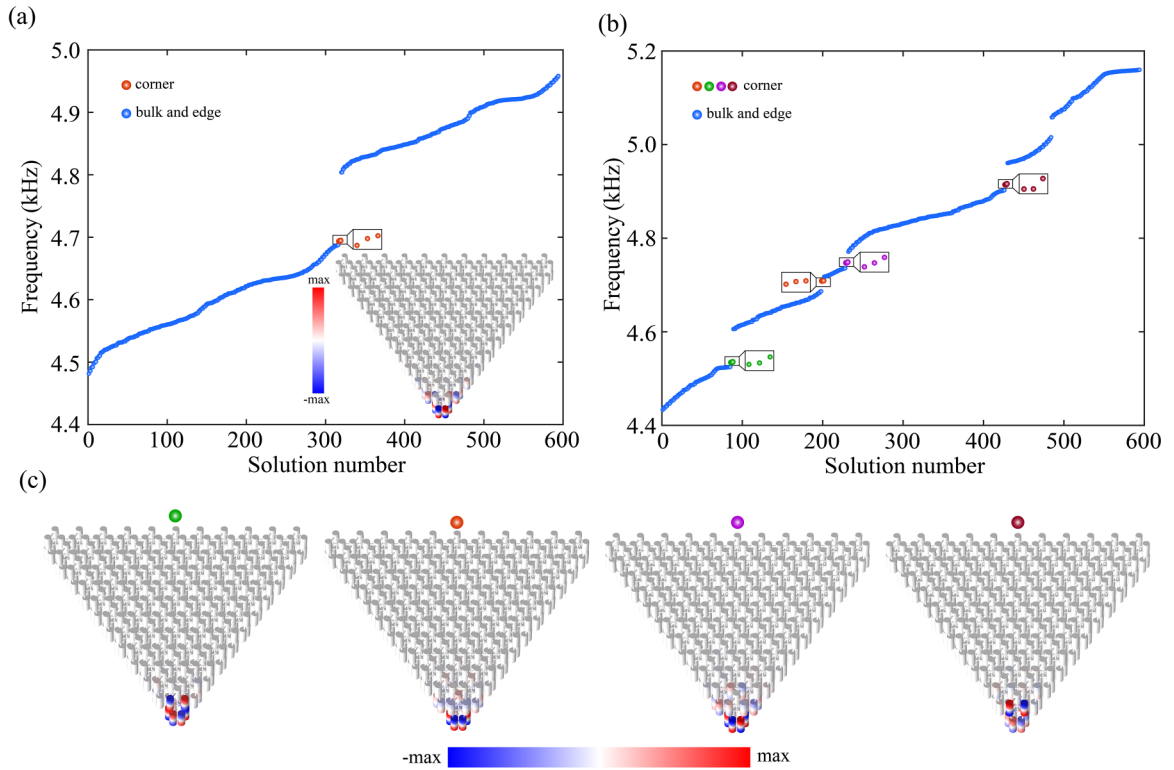 (a)
5.0
4.9
4.8
4.7
4.6
4.5
4.4
Frequency (kHz)
corner
bulk and edge
max
-max
0 100 200 300 400 500 600
Solution number
(b)
5.2
5.0
4.8
4.6
4.4
Frequency (kHz)
corner
bulk and edge
0 100 200 300 400 500 600
Solution number
(c)
-max max